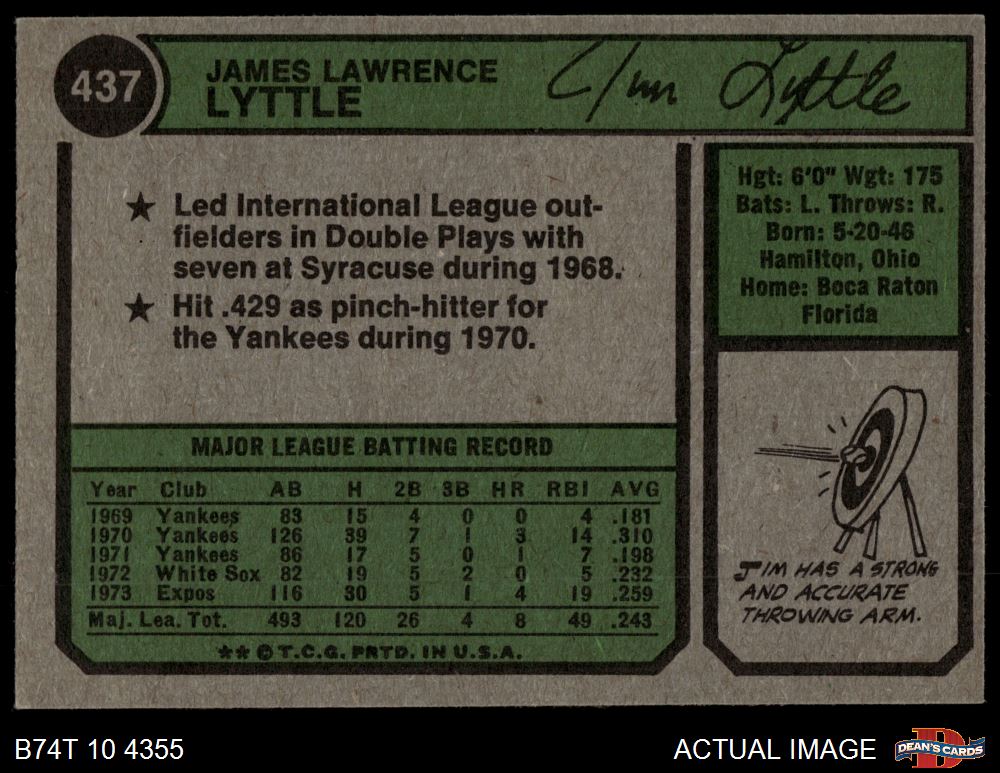 437
JAMES LAWRENCE
LYTTLE
Jim Lyttle
★ Led International League out-
fielders in Double Plays with
seven at Syracuse during 1968.
★ Hit .429 as pinch-hitter for
the Yankees during 1970.
Hgt: 6'0" Wgt: 175
Bats: L. Throws: R.
Born: 5-20-46
Hamilton, Ohio
Home: Boca Raton
Florida
MAJOR LEAGUE BATTING RECORD
Year Club AB H 2B 3B HR RBI AVG
1969 Yankees 83 15 4 0 0 4 .181
1970 Yankees 126 39 7 1 3 14 .310
1971 Yankees 86 17 5 0 1 7 .198
1972 White Sox 82 19 5 2 0 5 .232
1973 Expos 116 30 5 1 4 19 .259
Maj. Lea. Tot. 493 120 26 4 8 49 .243
★★ © T.C.G. PRTD. IN U.S.A.
JIM HAS A STRONG
AND ACCURATE
THROWING ARM.
B74T 10 4355
ACTUAL IMAGE
D
DEAN'S CARDS